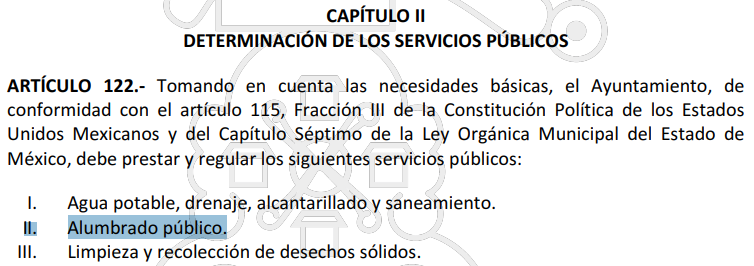 CAPÍTULO II
DETERMINACIÓN DE LOS SERVICIOS PÚBLICOS
ARTÍCULO 122.- Tomando en cuenta las necesidades básicas, el Ayuntamiento, de
conformidad con el artículo 115, Fracción III de la Constitución Política de los Estados
Unidos Mexicanos y del Capítulo Séptimo de la Ley Orgánica Municipal del Estado de
México, debe prestar y regular los siguientes servicios públicos:
I. Agua potable, drenaje, alcantarillado y saneamiento.
II. Alumbrado público.
III. Limpieza y recolección de desechos sólidos.